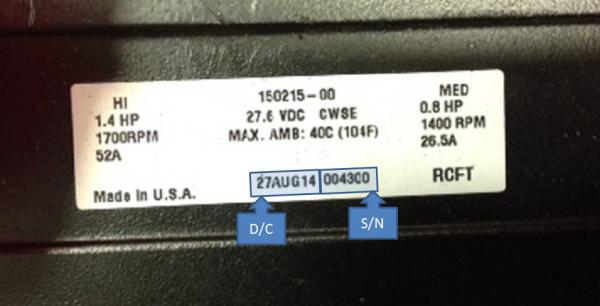 HI
1.4 HP
1700RPM
52A
150215-00
27.6 VDC CWSE
MAX. AMB: 40C (104F)
MED
0.8 HP
1400 RPM
26.5A
Made in U.S.A.
27AUG14 004300
RCFT
D/C
S/N